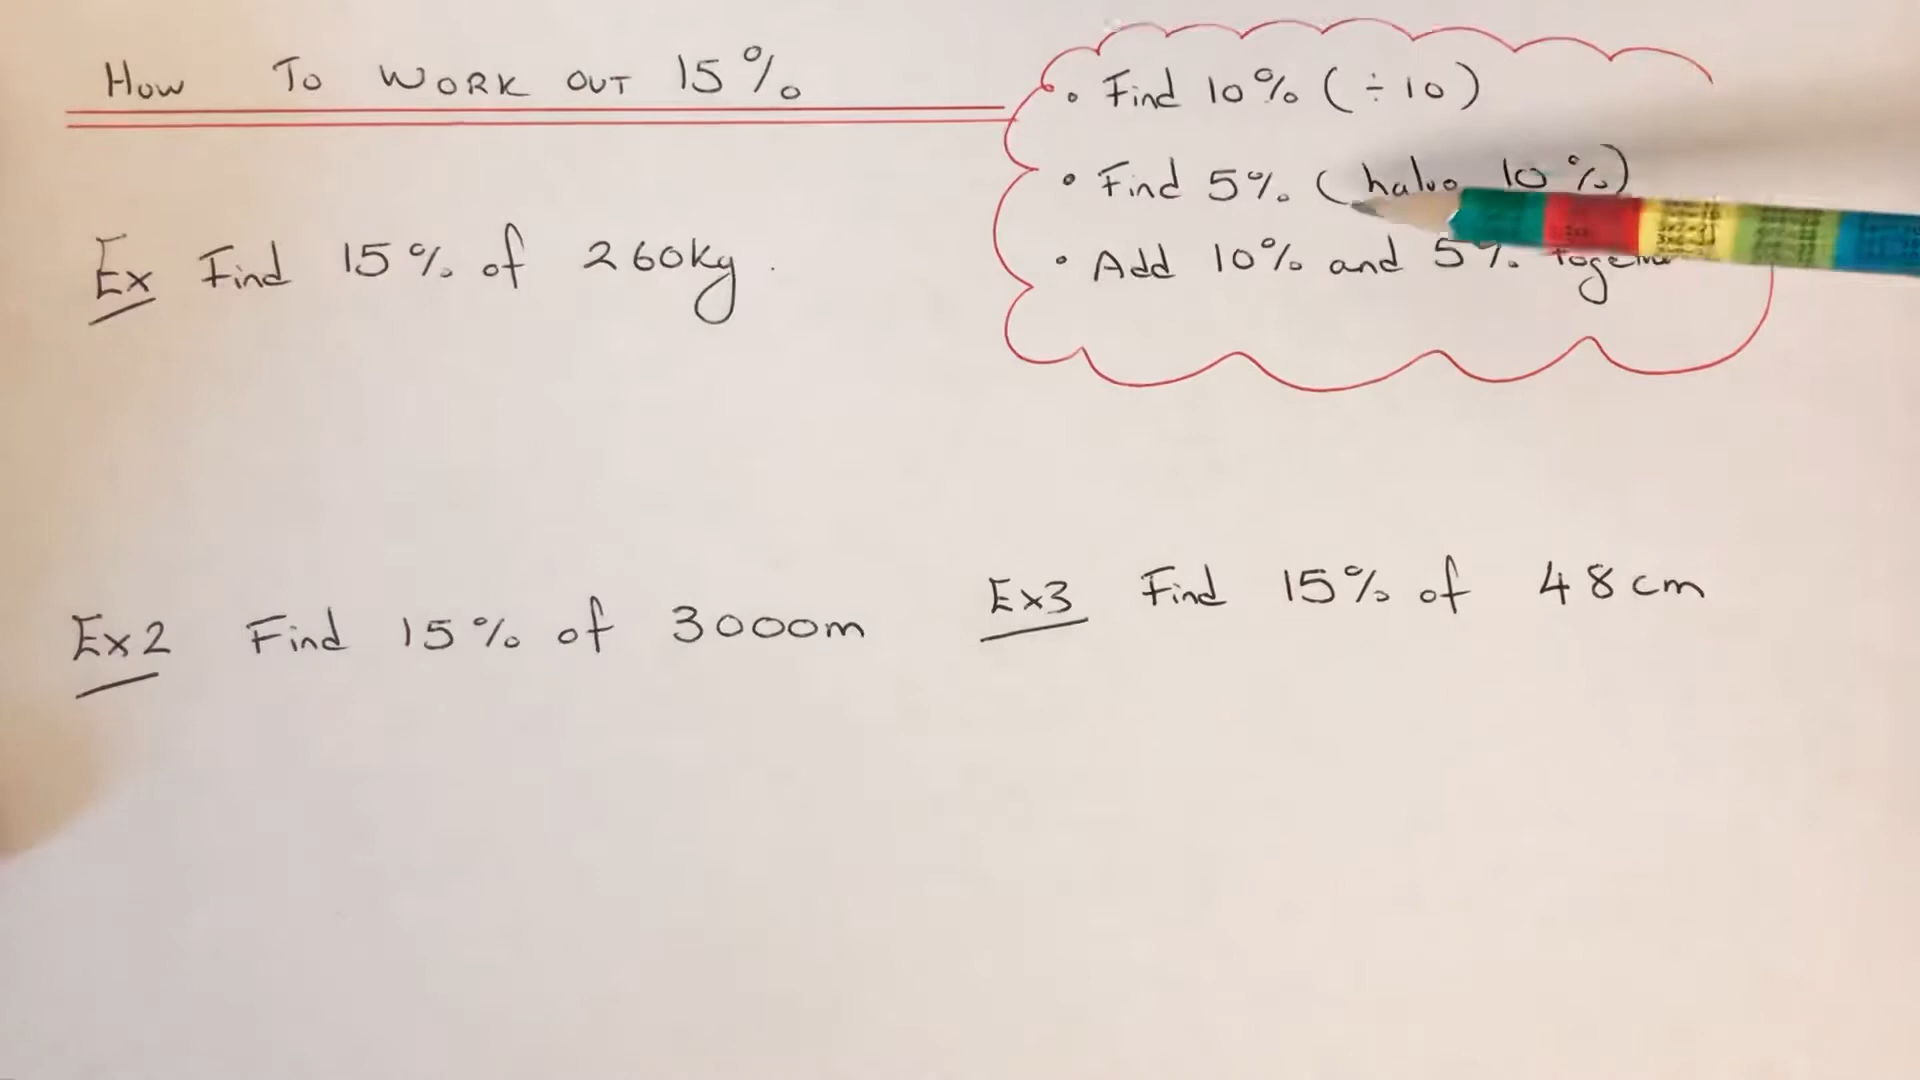 How To WORK OUT 15%
• Find 10% (÷10)
• Find 5% (halve 10%)
• Add 10% and 5% together
Ex Find 15% of 260kg.
Ex2 Find 15% of 3000m
Ex3 Find 15% of 48cm